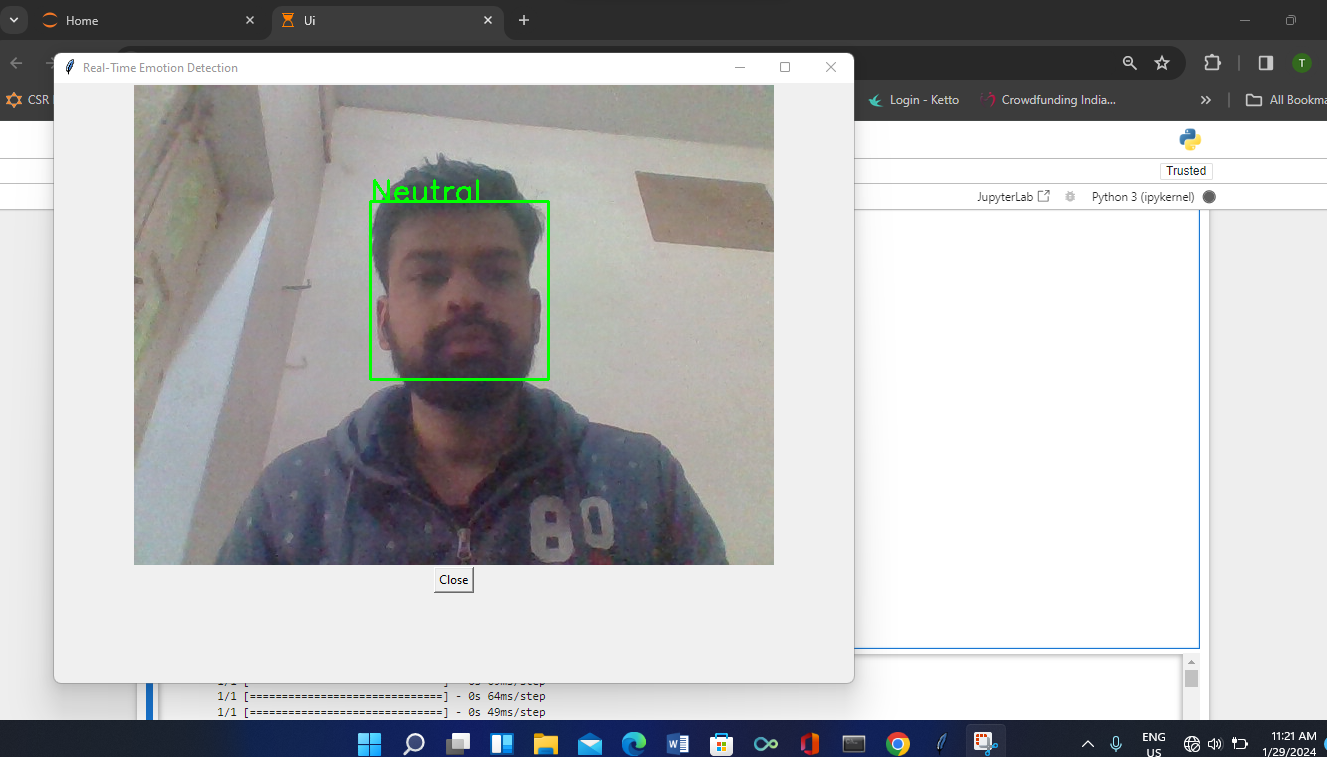 Home
Ui
Real-Time Emotion Detection
T
CSR
Login - Ketto
Crowdfunding India...
All Bookma
Trusted
JupyterLab
Python 3 (ipykernel)
Neutral
80
Close
1/1 [==============================] - 0s 64ms/step
1/1 [==============================] - 0s 49ms/step
ENG
US
11:21 AM
1/29/2024